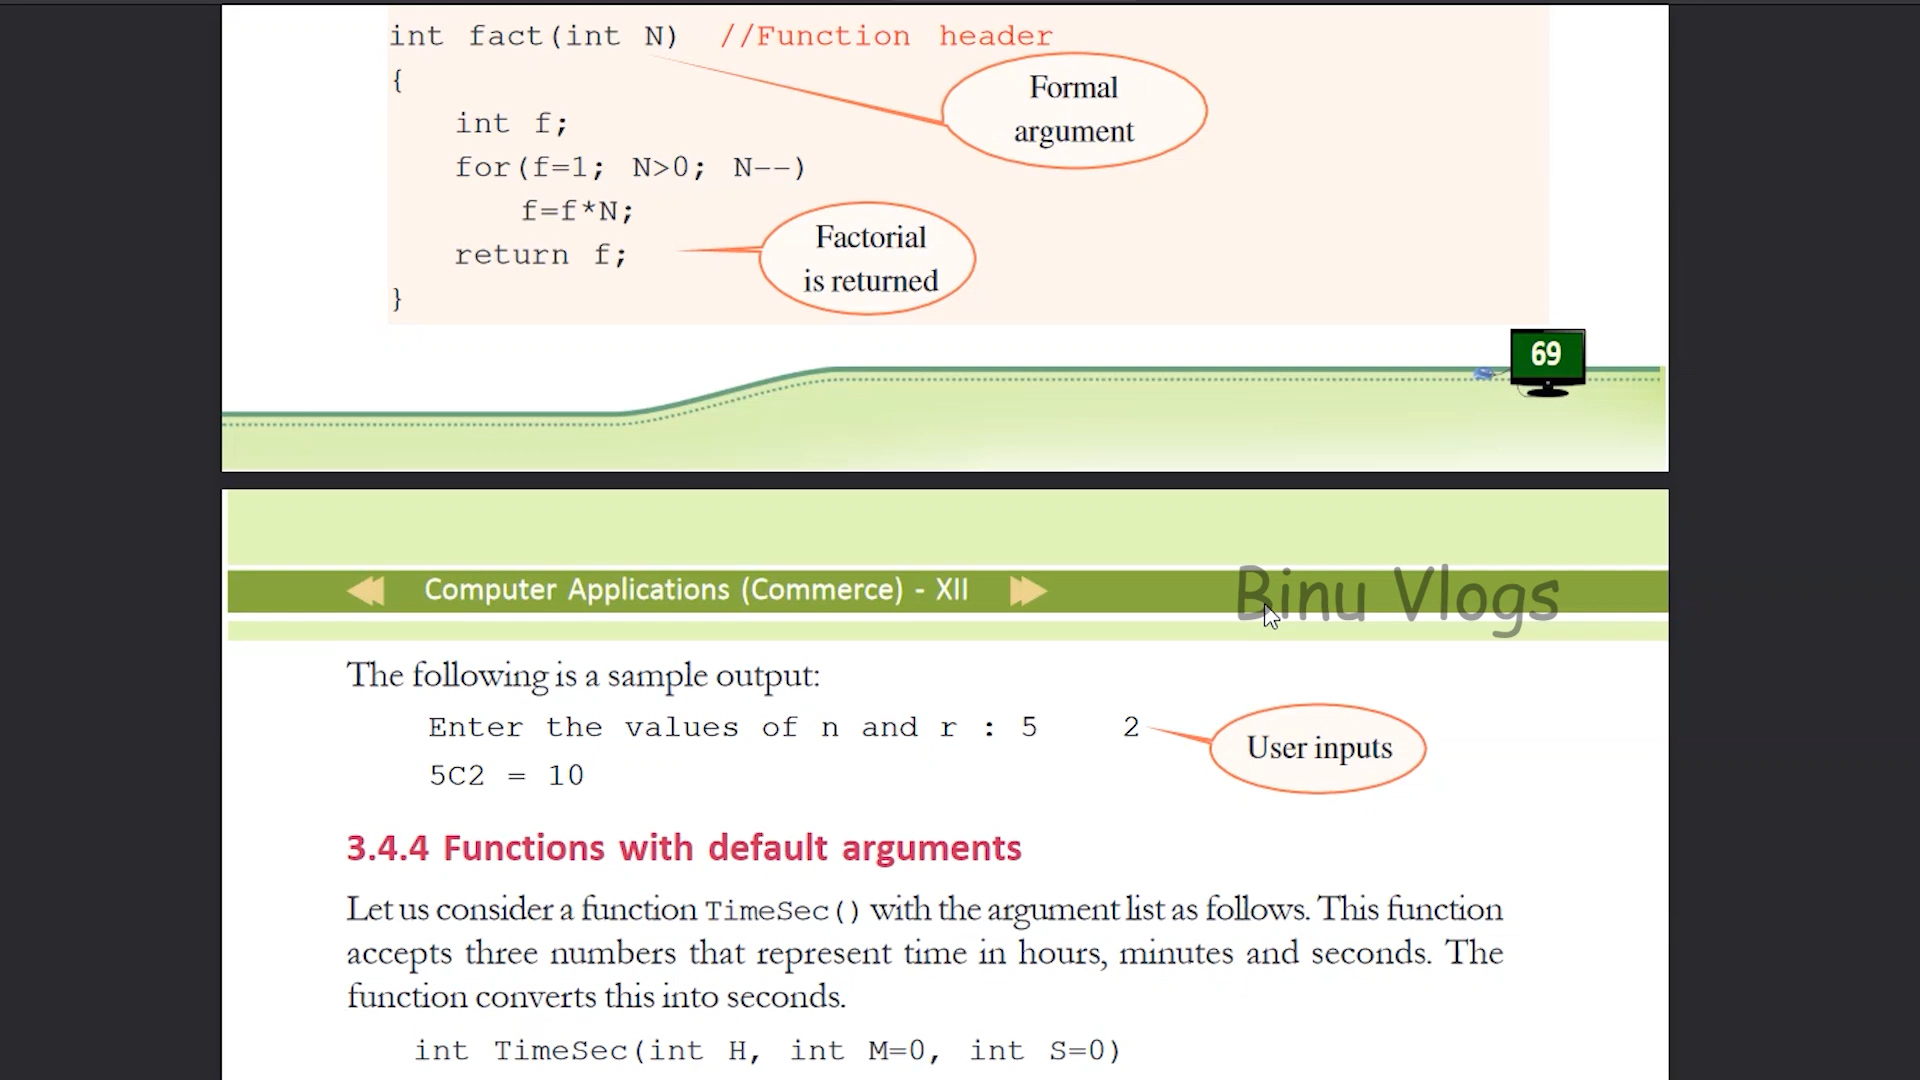 int fact(int N) //Function header
{
Formal
argument
int f;
for(f=1; N>0; N--)
f=f*N;
return f;
Factorial
is returned
}
69
Computer Applications (Commerce) - XII
Binu Vlogs
The following is a sample output:
Enter the values of n and r : 5 2
User inputs
5C2 = 10
3.4.4 Functions with default arguments
Let us consider a function TimeSec() with the argument list as follows. This function
accepts three numbers that represent time in hours, minutes and seconds. The
function converts this into seconds.
int TimeSec(int H, int M=0, int S=0)